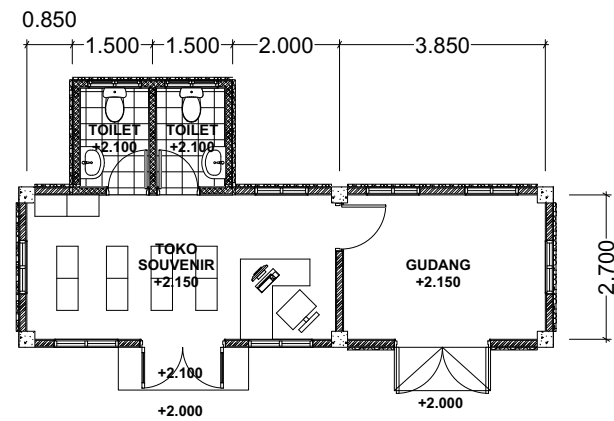 0.850
1.500 1.500 2.000 3.850
TOILET TOILET
+2.100 +2.100
TOKO
SOUVENIR
+2.150
GUDANG
+2.150
2.700
+2.100
+2.000
+2.000